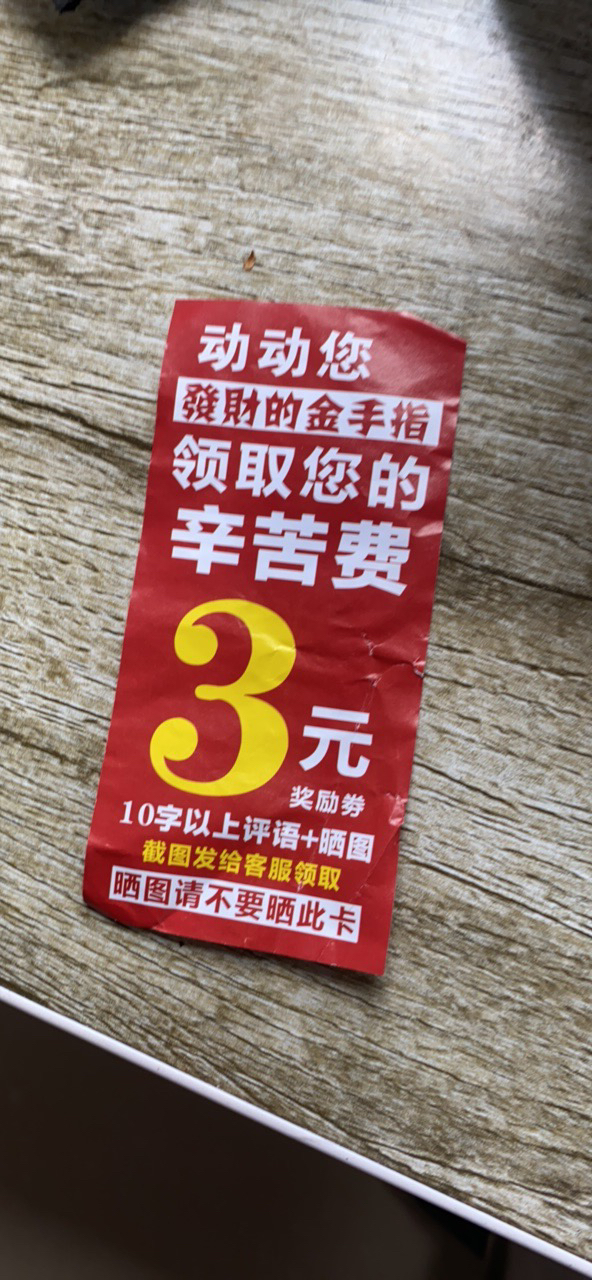 动动您
發財的金手指
领取您的
辛苦费
3元
奖励券
10字以上评语+晒图
截图发给客服领取
晒图请不要晒此卡